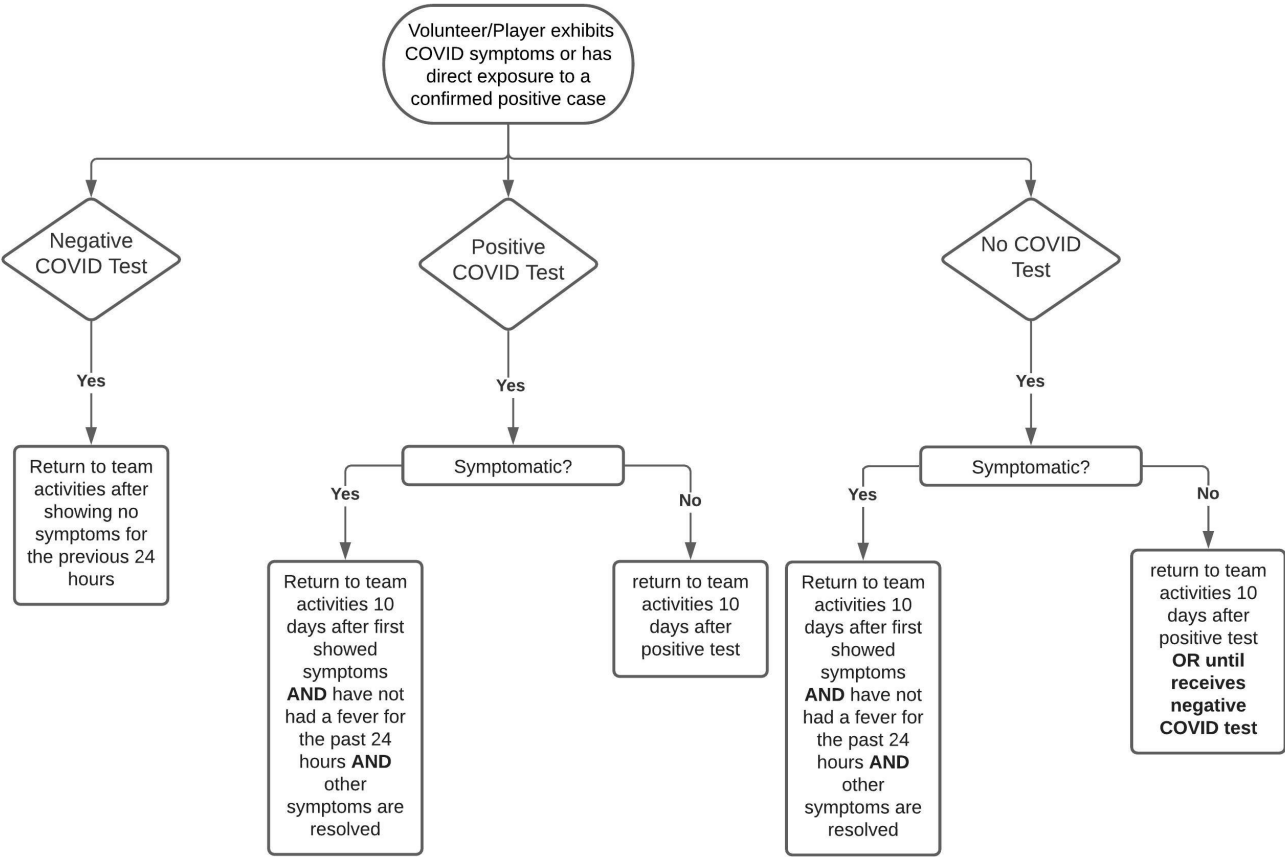 Volunteer/Player exhibits
COVID symptoms or has
direct exposure to a
confirmed positive case
Negative
COVID Test
Positive
COVID Test
No COVID
Test
Yes
Yes
Yes
Return to team
activities after
showing no
symptoms for
the previous 24
hours
Symptomatic?
Yes
No
Symptomatic?
Yes
No
Return to team
activities 10
days after first
showed
symptoms
AND have not
had a fever for
the past 24
hours AND
other
symptoms are
resolved
return to team
activities 10
days after
positive test
Return to team
activities 10
days after first
showed
symptoms
AND have not
had a fever for
the past 24
hours AND
other
symptoms are
resolved
return to team
activities 10
days after
positive test
OR until
receives
negative
COVID test